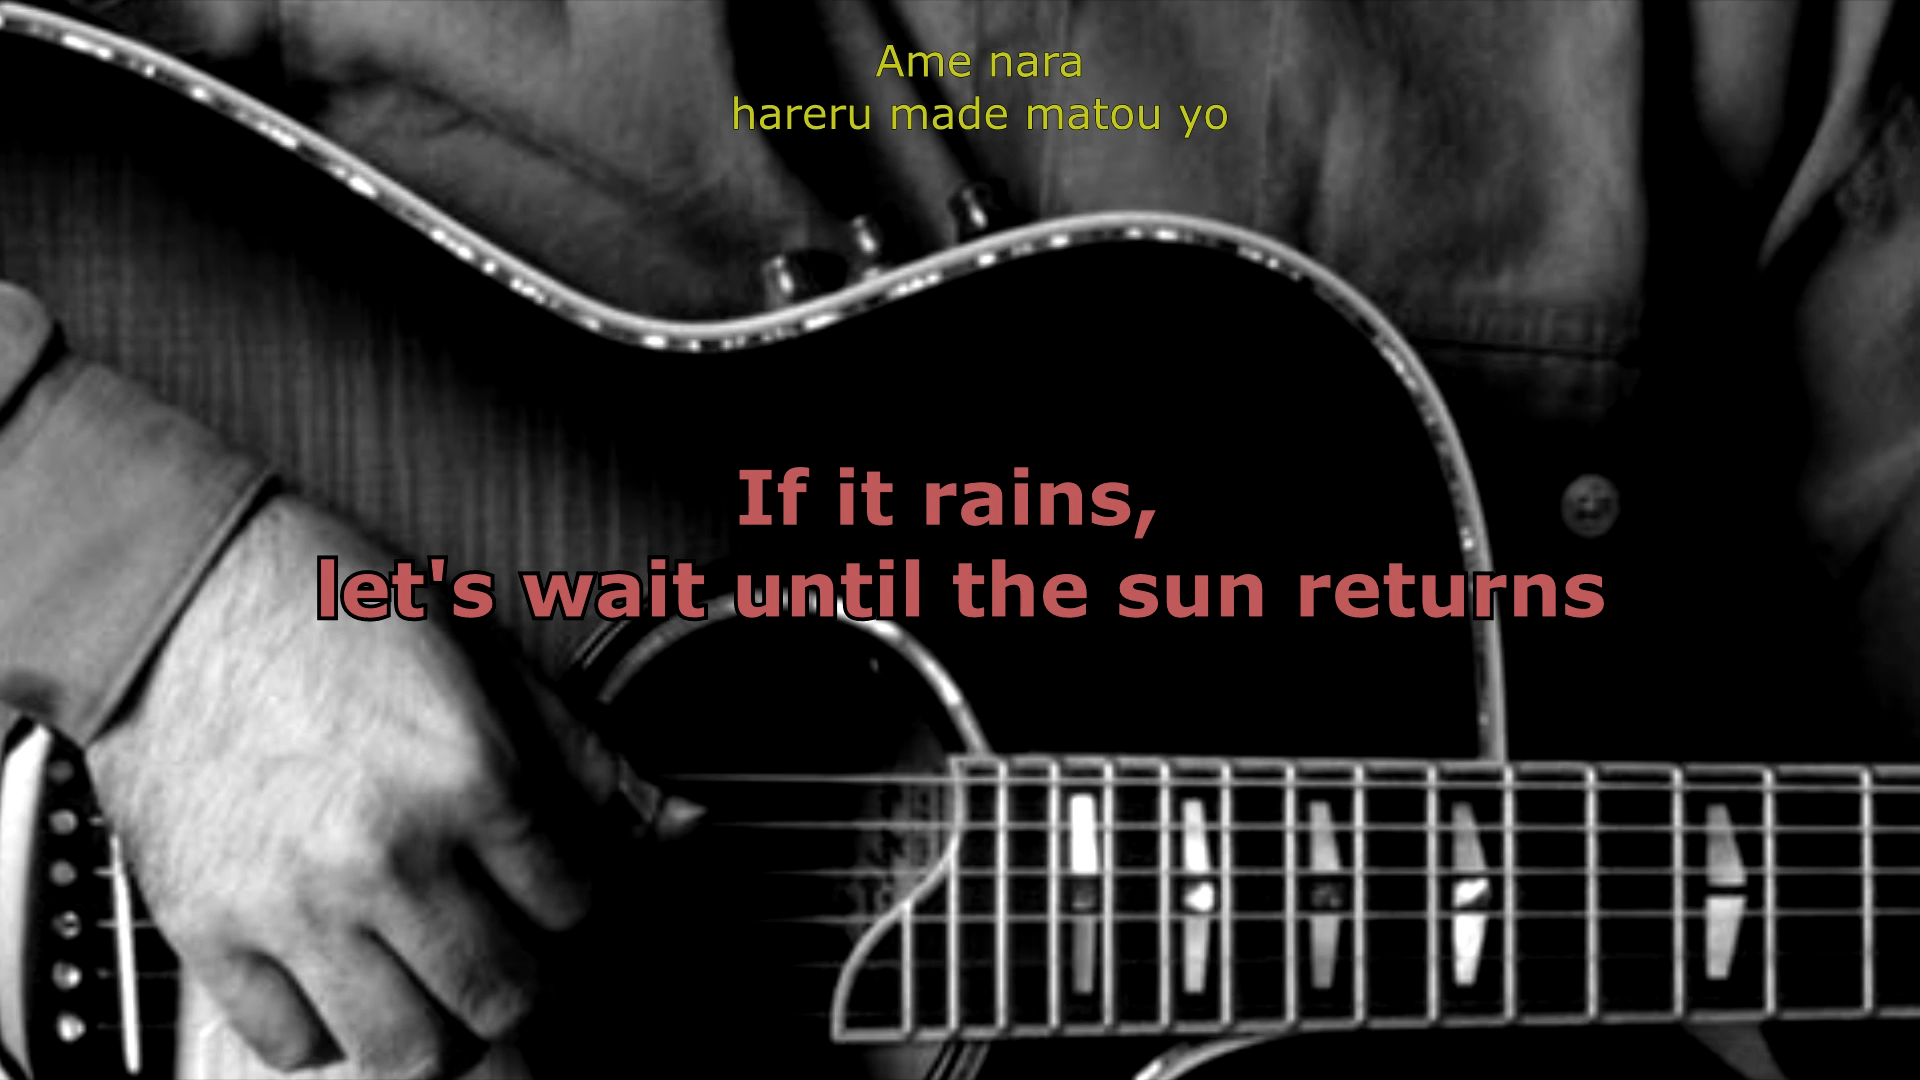 Ame nara
hareru made matou yo
If it rains,
let's wait until the sun returns